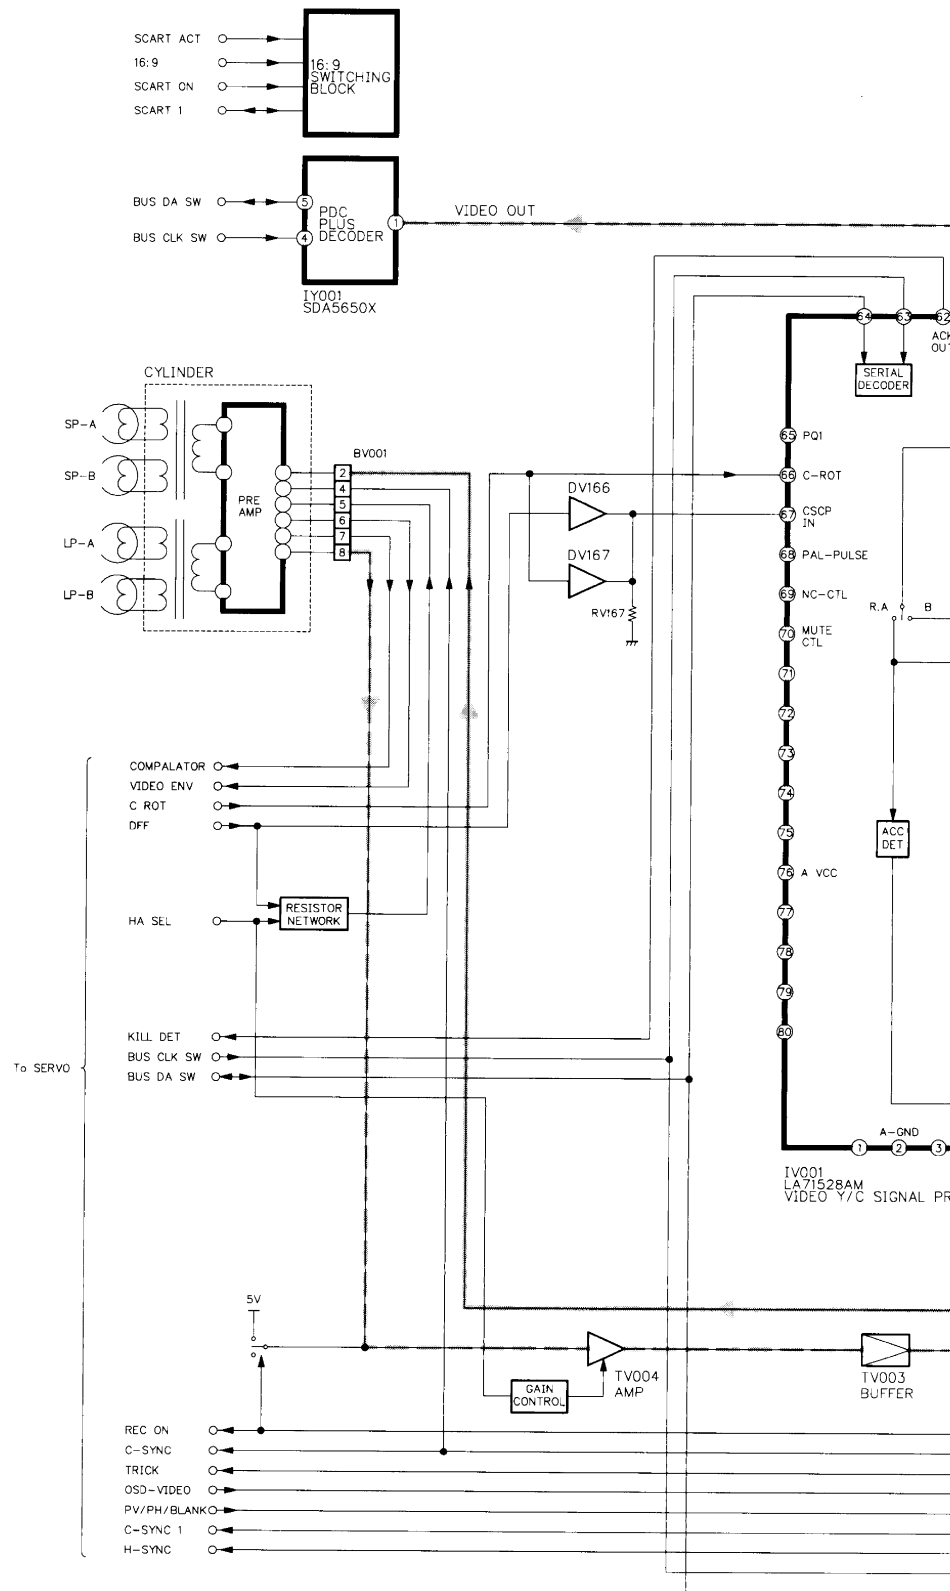 SCART ACT
16:9
SCART ON
SCART 1
16:9
SWITCHING
BLOCK
BUS DA SW
BUS CLK SW
5
4
PDC
PLUS
DECODER
1
VIDEO OUT
IY001
SDA5650X
64
63
62
SERIAL
DECODER
CYLINDER
SP-A
SP-B
LP-A
LP-B
PRE
AMP
BV001
2
4
5
6
7
8
DV166
DV167
RV167
65 PQ1
66 C-ROT
67 CSCP
IN
68 PAL-PULSE
69 NC-CTL
70 MUTE
CTL
71
72
73
74
75
76 A VCC
77
78
79
80
R.A
B
ACC
DET
COMPALATOR
VIDEO ENV
C ROT
DFF
HA SEL
RESISTOR
NETWORK
KILL DET
BUS CLK SW
BUS DA SW
To SERVO
A-GND
1
2
3
IV001
LA71528AM
VIDEO Y/C SIGNAL PR
5V
TV004
AMP
GAIN
CONTROL
TV003
BUFFER
REC ON
C-SYNC
TRICK
OSD-VIDEO
PV/PH/BLANK
C-SYNC 1
H-SYNC